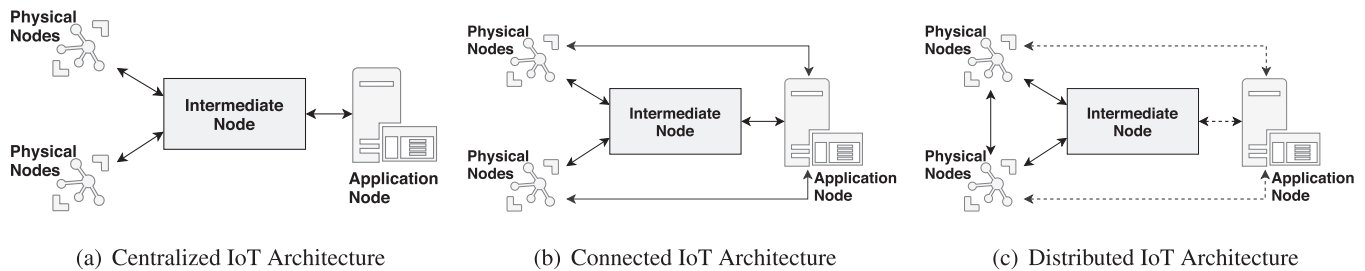 Physical
Nodes
Intermediate
Node
Physical
Nodes
Application
Node
(a) Centralized IoT Architecture
Physical
Nodes
Intermediate
Node
Physical
Nodes
Application
Node
(b) Connected IoT Architecture
Physical
Nodes
Intermediate
Node
Physical
Nodes
Application
Node
(c) Distributed IoT Architecture